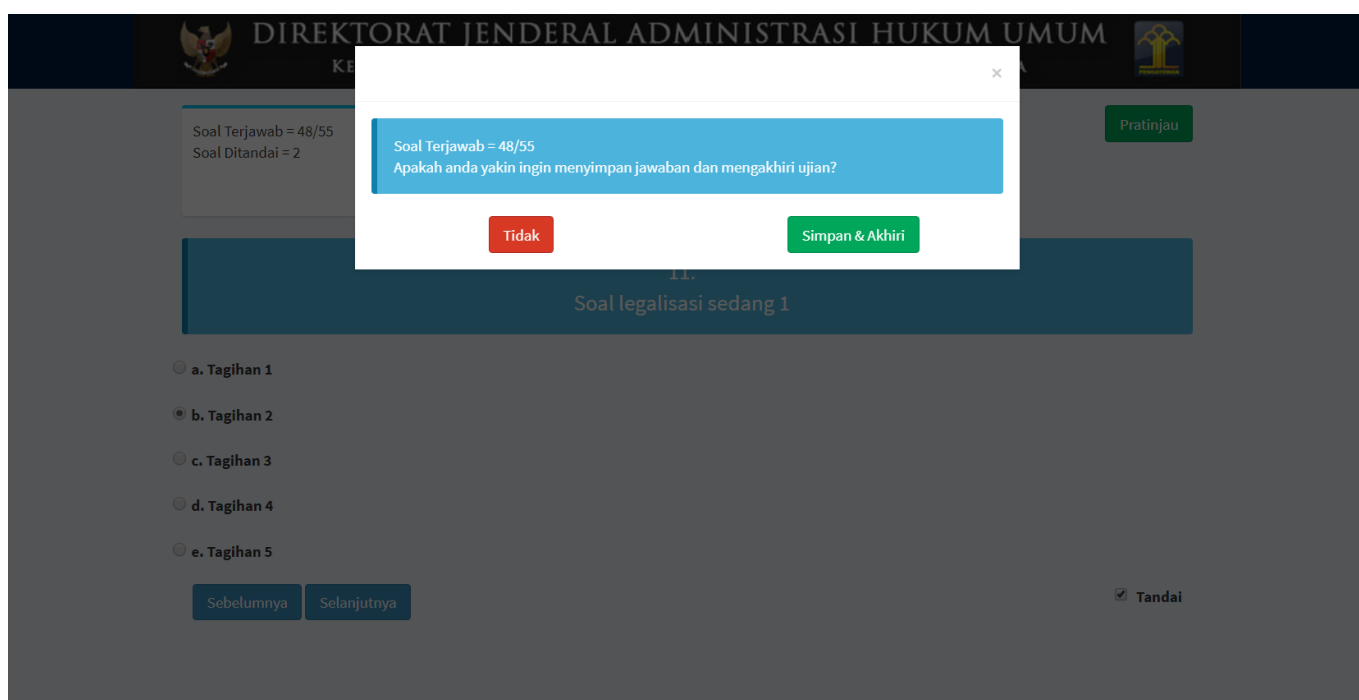 DIREKTORAT JENDERAL ADMINISTRASI HUKUM UMUM
KE
×
Soal Terjawab = 48/55
Soal Ditandai = 2
Pratinjau
Soal Terjawab = 48/55
Apakah anda yakin ingin menyimpan jawaban dan mengakhiri ujian?
Tidak
Simpan & Akhiri
11.
Soal legalisasi sedang 1
a. Tagihan 1
b. Tagihan 2
c. Tagihan 3
d. Tagihan 4
e. Tagihan 5
Sebelumnya
Selanjutnya
Tandai